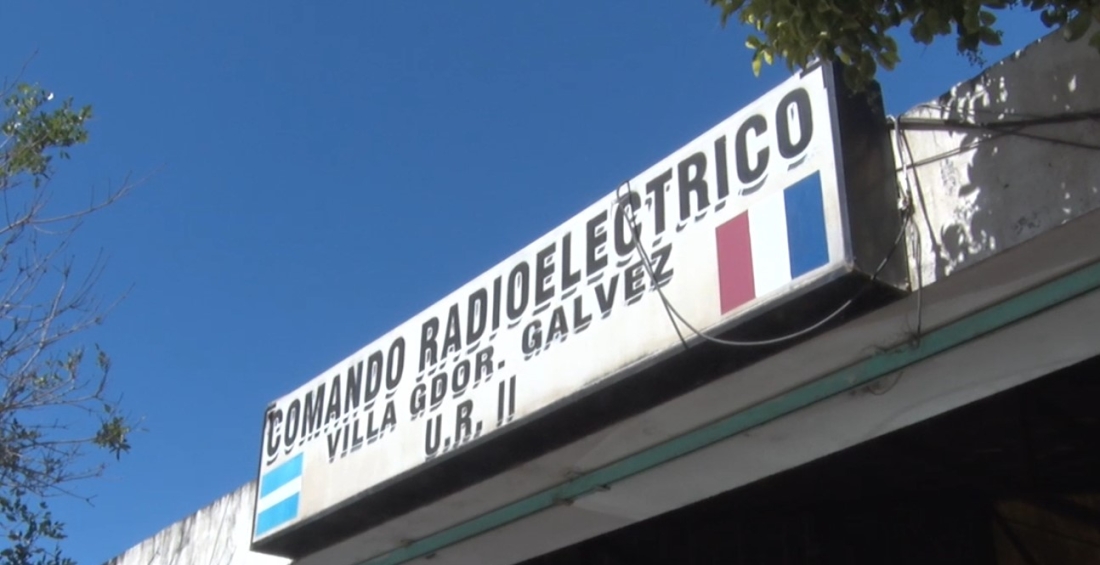 COMANDO RADIOELECTRICO
VILLA GDOR. GALVEZ
U.R. II